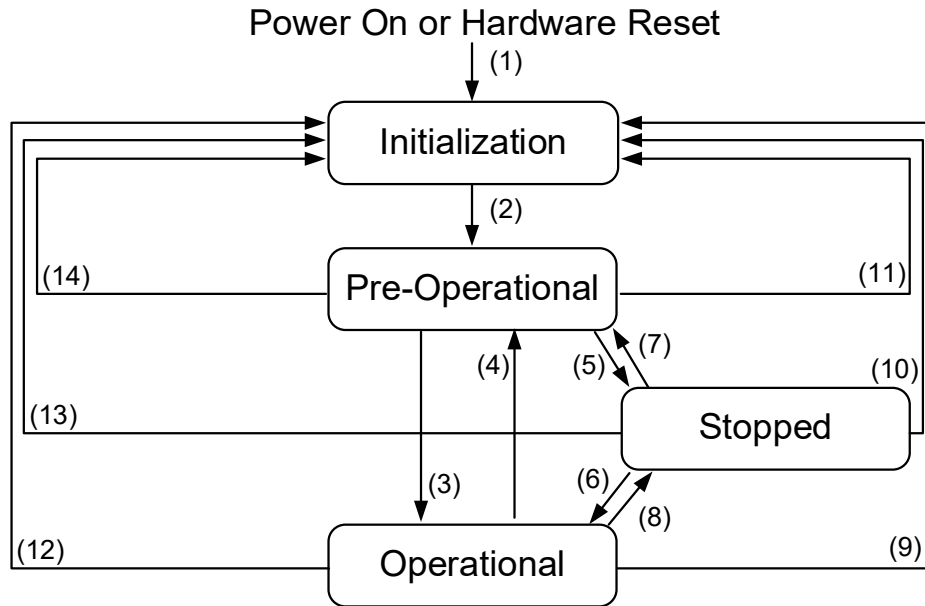 Power On or Hardware Reset
(1)
Initialization
(2)
(14)
Pre-Operational
(11)
(4)
(5)
(7)
(10)
(13)
Stopped
(3)
(6)
(8)
(12)
Operational
(9)